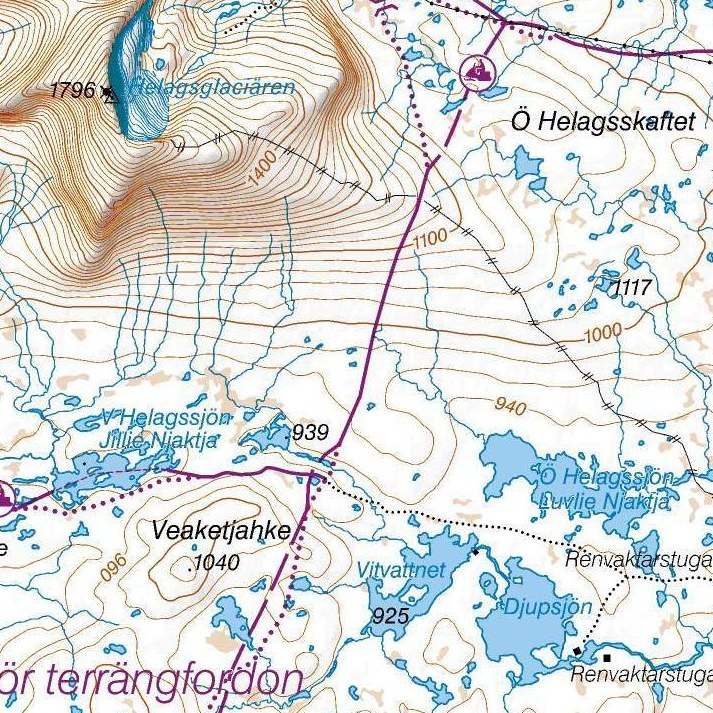 1796
Helagsglaciären
Ö Helagsskaftet
1400
1100
1117
1000
940
V Helagssjön
Jillie Njaktja
939
Ö Helagssjön
Luvlie Njaktja
Veaketjahke
1040
960
e
Vitvattnet
925
Renvaktarstuga
Djupsjön
Renvaktarstuga
ör terrängfordon